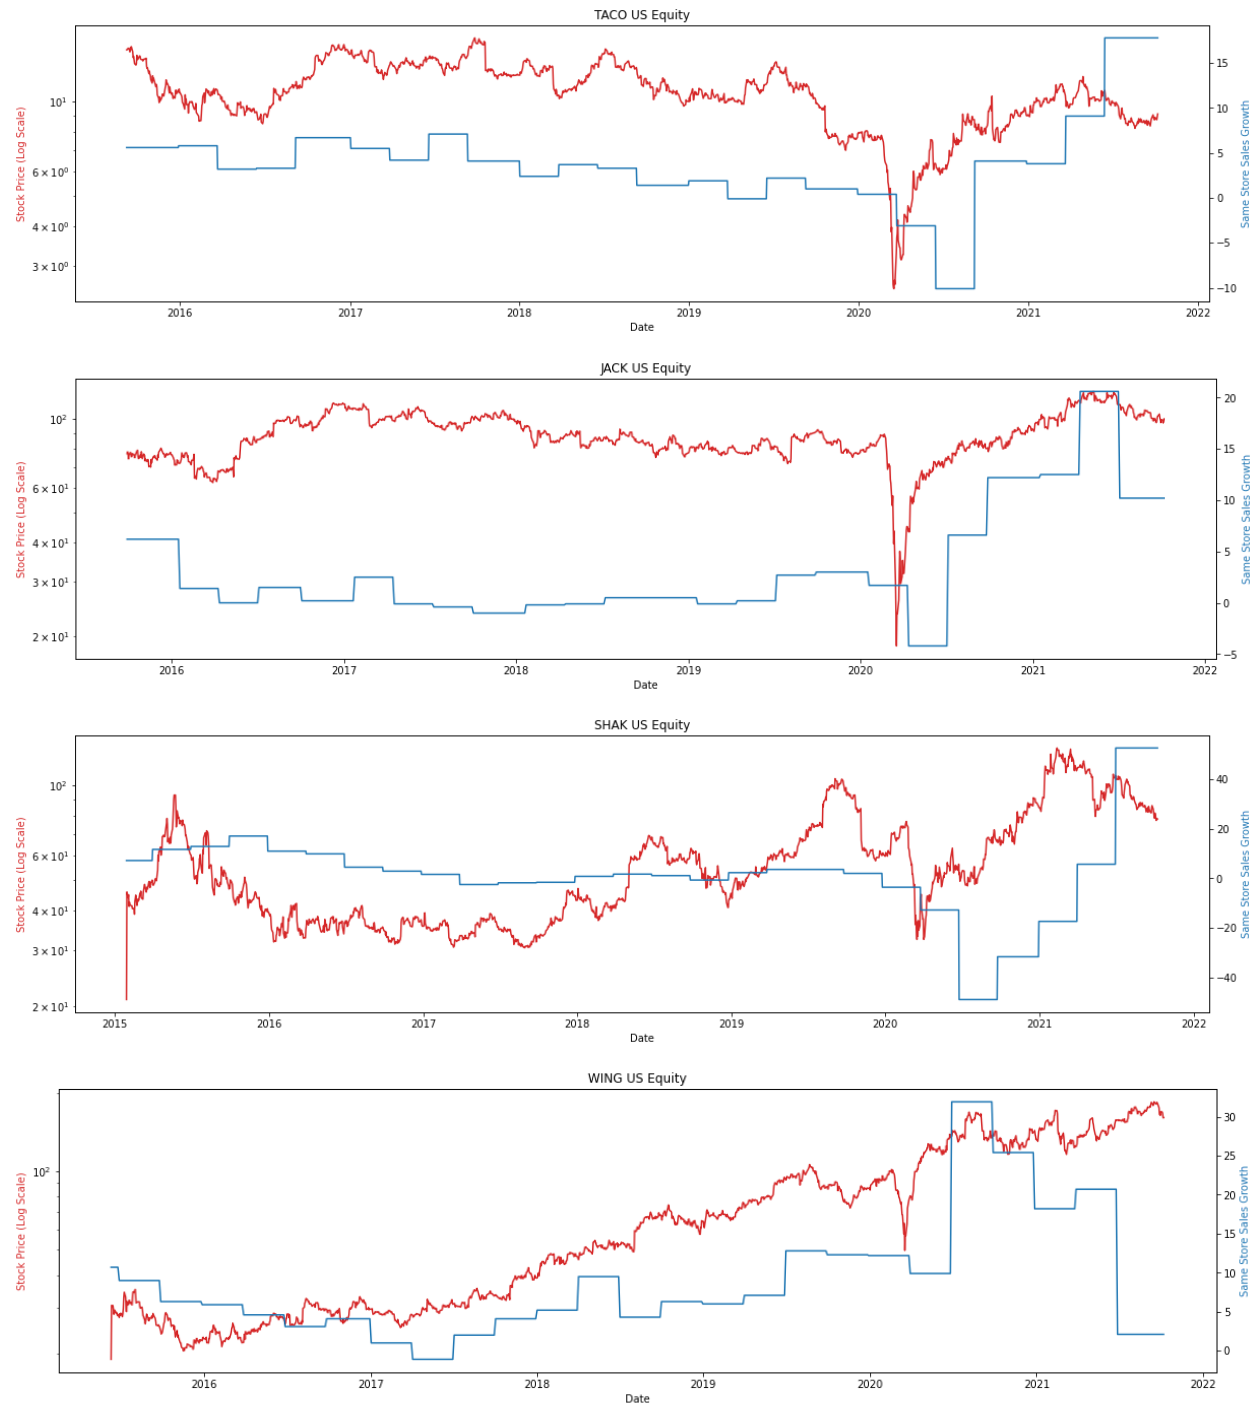 TACO US Equity
Stock Price (Log Scale)
10¹
6 × 10⁰
4 × 10⁰
3 × 10⁰
15
10
5
0
−5
−10
Same Store Sales Growth
2016 2017 2018 2019 2020 2021 2022
Date
JACK US Equity
Stock Price (Log Scale)
10²
6 × 10¹
4 × 10¹
3 × 10¹
2 × 10¹
20
15
10
5
0
−5
Same Store Sales Growth
2016 2017 2018 2019 2020 2021 2022
Date
SHAK US Equity
Stock Price (Log Scale)
10²
6 × 10¹
4 × 10¹
3 × 10¹
2 × 10¹
40
20
0
−20
−40
Same Store Sales Growth
2015 2016 2017 2018 2019 2020 2021 2022
Date
WING US Equity
Stock Price (Log Scale)
10²
30
25
20
15
10
5
0
Same Store Sales Growth
2016 2017 2018 2019 2020 2021 2022
Date